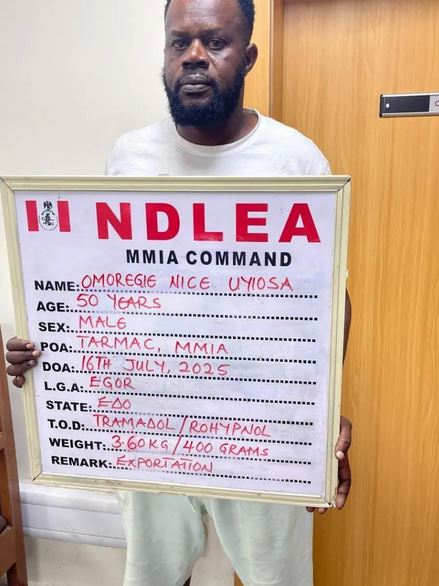 NDLEA
MMIA COMMAND
NAME: OMOREGIE NICE UYIOSA
AGE: 50 YEARS
SEX: MALE
POA: TARMAC, MMIA
DOA: 16TH JULY, 2025
L.G.A: EGOR
STATE: EDO
T.O.D: TRAMADOL/ROHYPNOL
WEIGHT: 3.60KG/400 GRAMS
REMARK: EXPORTATION